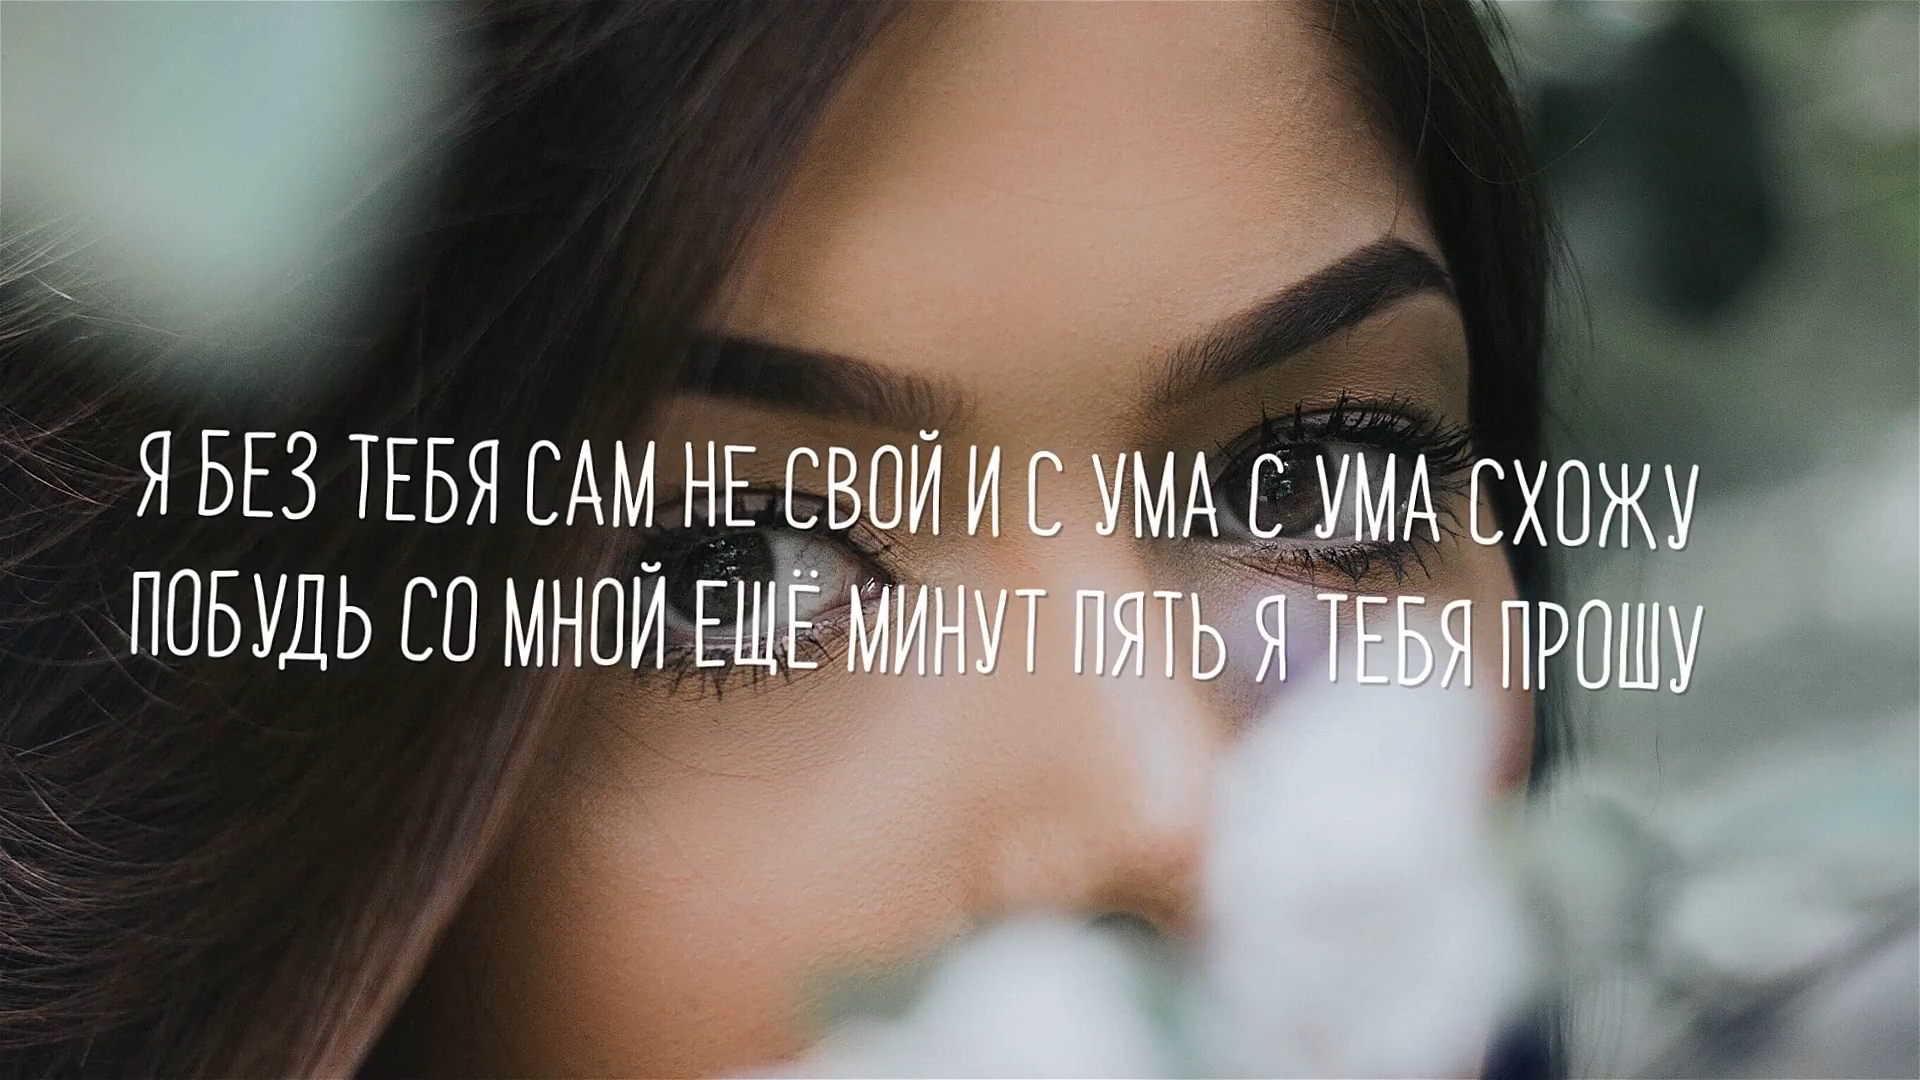 Я БЕЗ ТЕБЯ САМ НЕ СВОЙ И С УМА С УМА СХОЖУ
ПОБУДЬ СО МНОЙ ЕЩЁ МИНУТ ПЯТЬ Я ТЕБЯ ПРОШУ